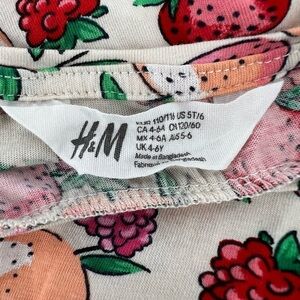 H&M
EUR 110/116 US 5T/6
CA 4-6A CN 120/60
MX 4-6A AUS 5-6
UK 4-6Y
Made in Bangladesh